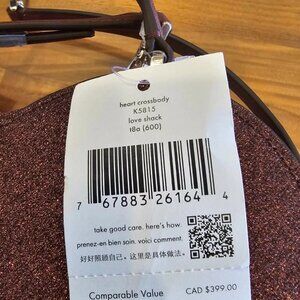 heart crossbody
K5815
love shack
t8a (600)
7 67883 26164 4
take good care. here's how.
prenez-en bien soin. voici comment.
好好照顾自己。这里是具体做法。
Comparable Value CAD $399.00